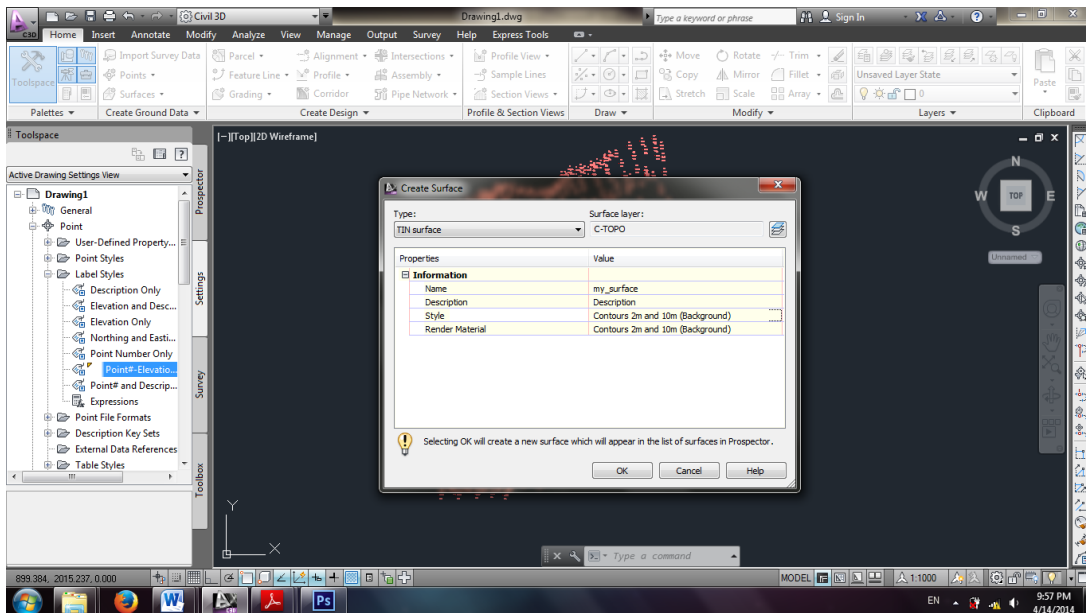 Civil 3D
Drawing1.dwg
Type a keyword or phrase
Sign In
C3D
Home Insert Annotate Modify Analyze View Manage Output Survey Help Express Tools
Toolspace
Import Survey Data
Points
Surfaces
Parcel
Feature Line
Grading
Alignment
Profile
Corridor
Intersections
Assembly
Pipe Network
Profile View
Sample Lines
Section Views
Move
Copy
Stretch
Rotate
Mirror
Scale
Trim
Fillet
Array
Unsaved Layer State
0
Paste
Palettes
Create Ground Data
Create Design
Profile & Section Views
Draw
Modify
Layers
Clipboard
Toolspace
Active Drawing Settings View
Drawing1
General
Point
User-Defined Property...
Point Styles
Label Styles
Description Only
Elevation and Desc...
Elevation Only
Northing and Easti...
Point Number Only
Point#-Elevatio...
Point# and Descrip...
Expressions
Point File Formats
Description Key Sets
External Data References
Table Styles
Prospector
Settings
Survey
Toolbox
[−][Top][2D Wireframe]
N
W
TOP
E
S
Unnamed
Create Surface
Type:
TIN surface
Surface layer:
C-TOPO
Properties Value
Information
Name my_surface
Description Description
Style Contours 2m and 10m (Background)
Render Material Contours 2m and 10m (Background)
Selecting OK will create a new surface which will appear in the list of surfaces in Prospector.
OK Cancel Help
Y
X
Type a command
899.384, 2015.237, 0.000
MODEL
1:1000
W
C3D
Ps
EN
9:57 PM
4/14/2014